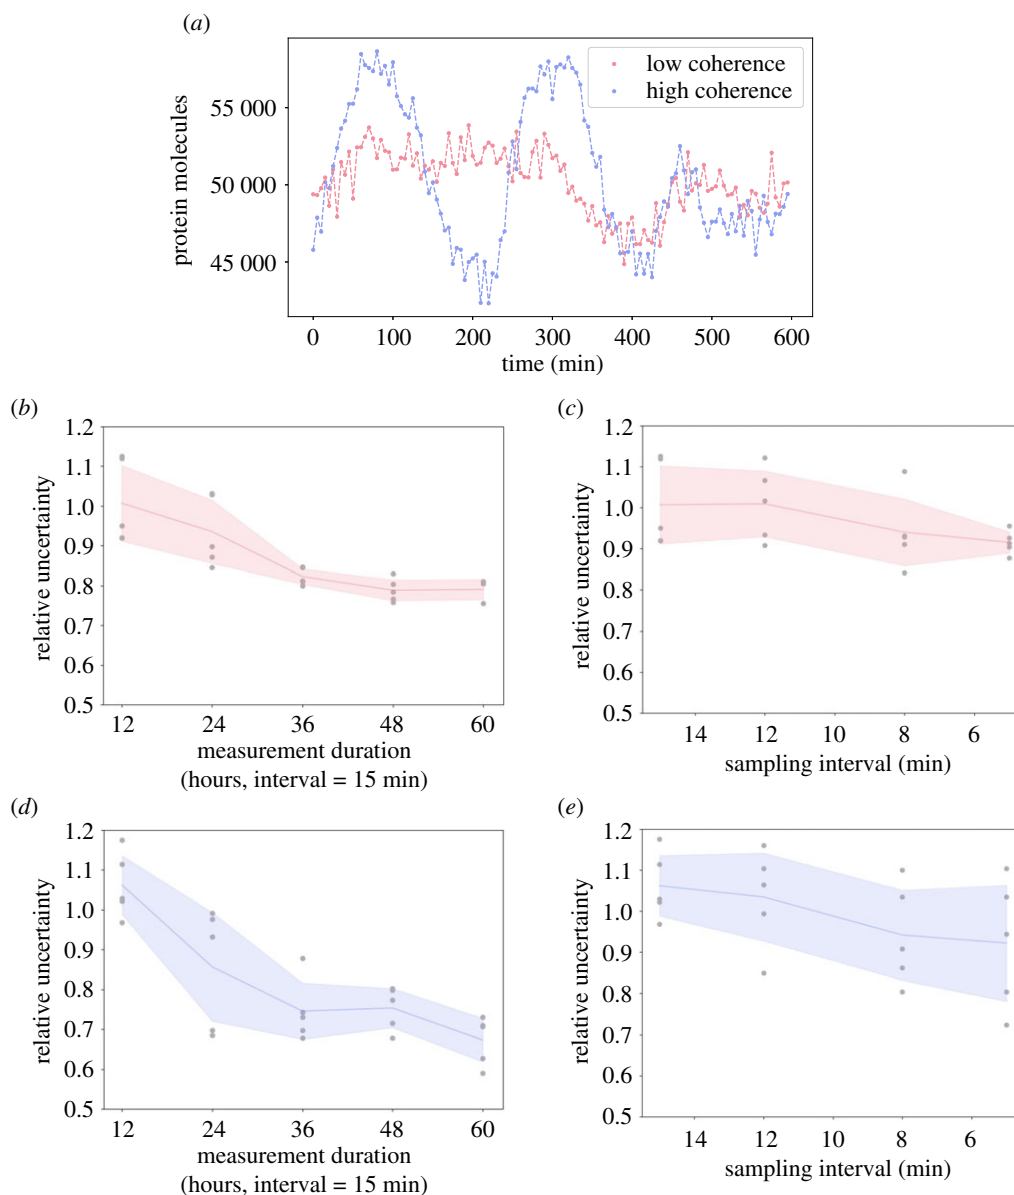 (a)
low coherence
high coherence
protein molecules
55 000
50 000
45 000
0 100 200 300 400 500 600
time (min)
(b)
relative uncertainty
1.2
1.1
1.0
0.9
0.8
0.7
0.6
0.5
12 24 36 48 60
measurement duration
(hours, interval = 15 min)
(c)
relative uncertainty
1.2
1.1
1.0
0.9
0.8
0.7
0.6
0.5
14 12 10 8 6
sampling interval (min)
(d)
relative uncertainty
1.2
1.1
1.0
0.9
0.8
0.7
0.6
0.5
12 24 36 48 60
measurement duration
(hours, interval = 15 min)
(e)
relative uncertainty
1.2
1.1
1.0
0.9
0.8
0.7
0.6
0.5
14 12 10 8 6
sampling interval (min)